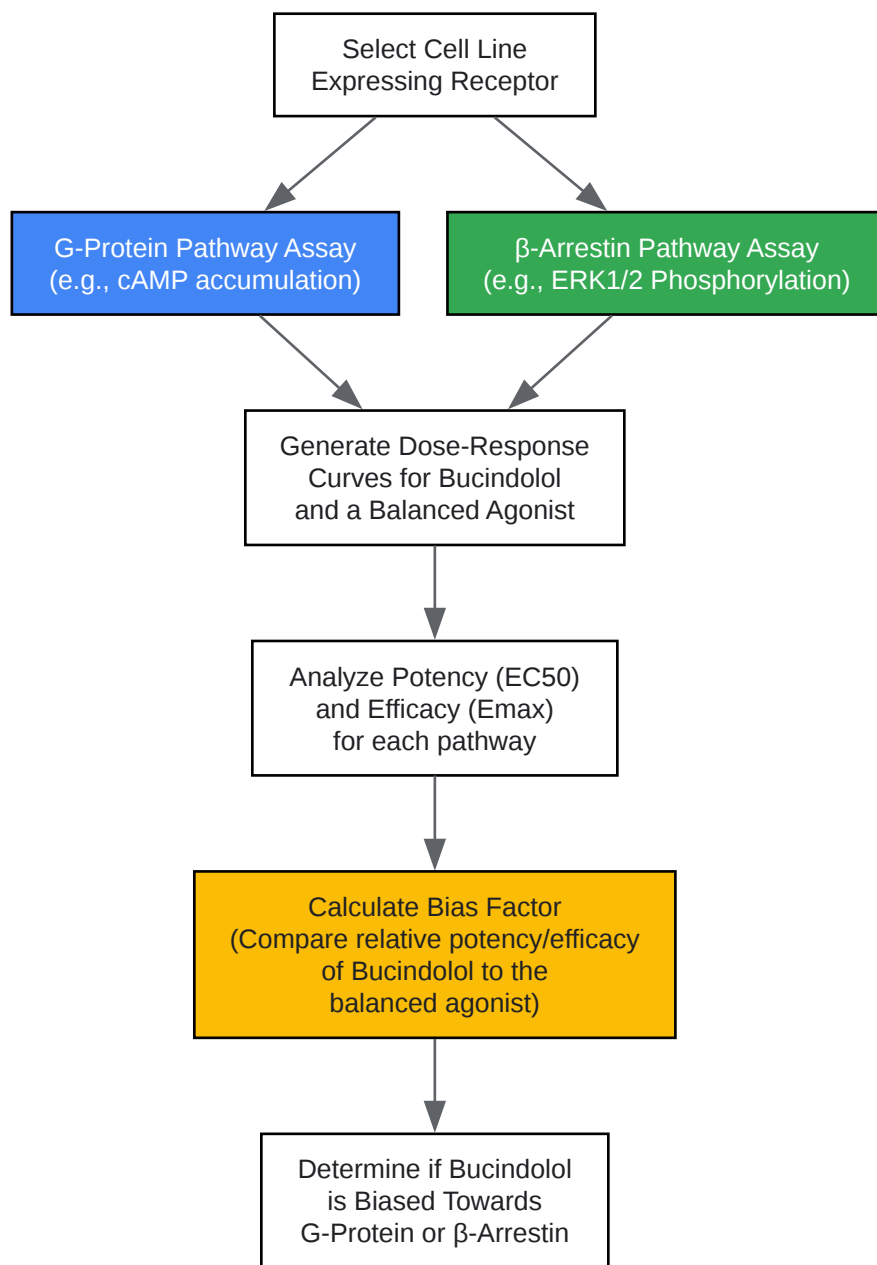 Select Cell Line
Expressing Receptor
G-Protein Pathway Assay
(e.g., cAMP accumulation)
β-Arrestin Pathway Assay
(e.g., ERK1/2 Phosphorylation)
Generate Dose-Response
Curves for Bucindolol
and a Balanced Agonist
Analyze Potency (EC50)
and Efficacy (Emax)
for each pathway
Calculate Bias Factor
(Compare relative potency/efficacy
of Bucindolol to the
balanced agonist)
Determine if Bucindolol
is Biased Towards
G-Protein or β-Arrestin